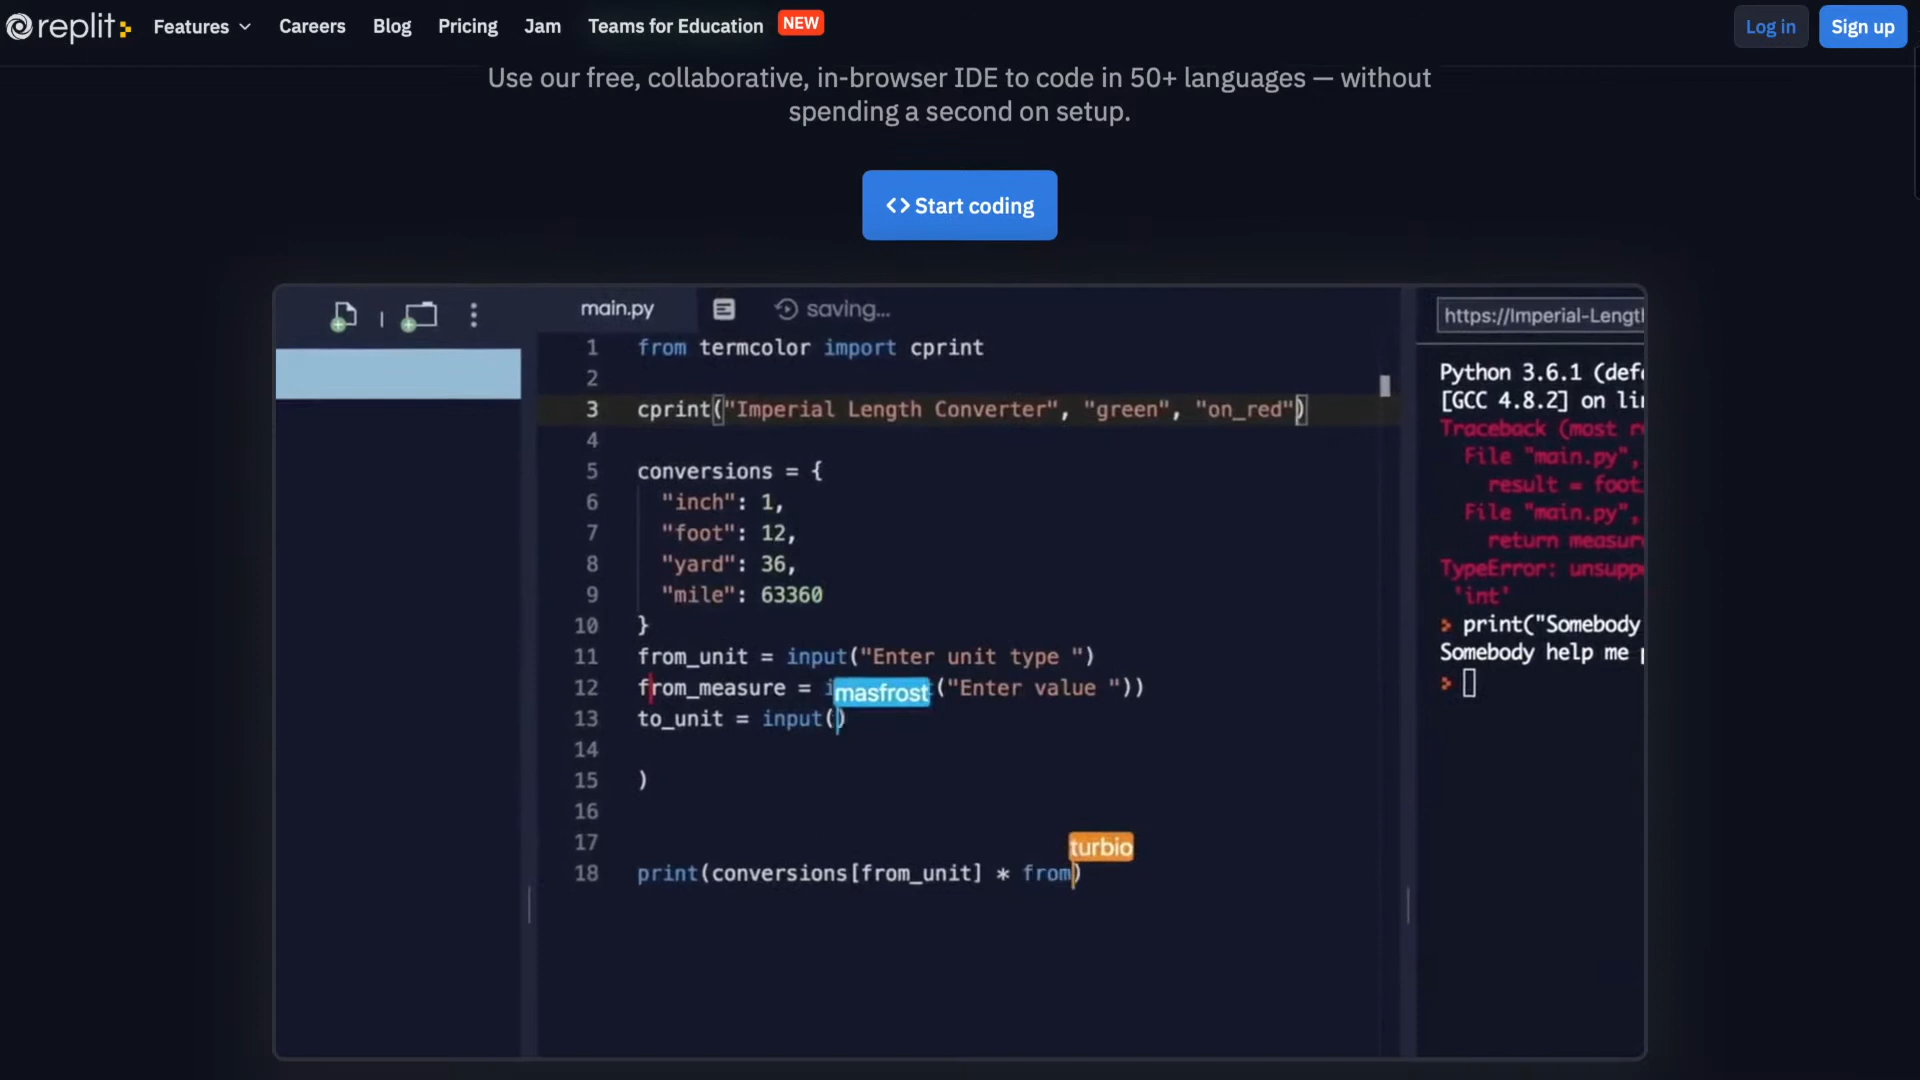 replit
Features Careers Blog Pricing Jam Teams for Education NEW Log in Sign up
Use our free, collaborative, in-browser IDE to code in 50+ languages — without
spending a second on setup.
<> Start coding
main.py saving...
1 from termcolor import cprint
2
3 cprint("Imperial Length Converter", "green", "on_red")
4
5 conversions = {
6 "inch": 1,
7 "foot": 12,
8 "yard": 36,
9 "mile": 63360
10 }
11 from_unit = input("Enter unit type ")
12 from_measure = ("Enter value "))
masfrost
13 to_unit = input()
14
15 )
16
17
turbio
18 print(conversions[from_unit] * from)
https://Imperial-Lengt
Python 3.6.1 (def
[GCC 4.8.2] on li
Traceback (most r
File "main.py",
result = foot
File "main.py",
return measur
TypeError: unsupp
'int'
> print("Somebody
Somebody help me
>